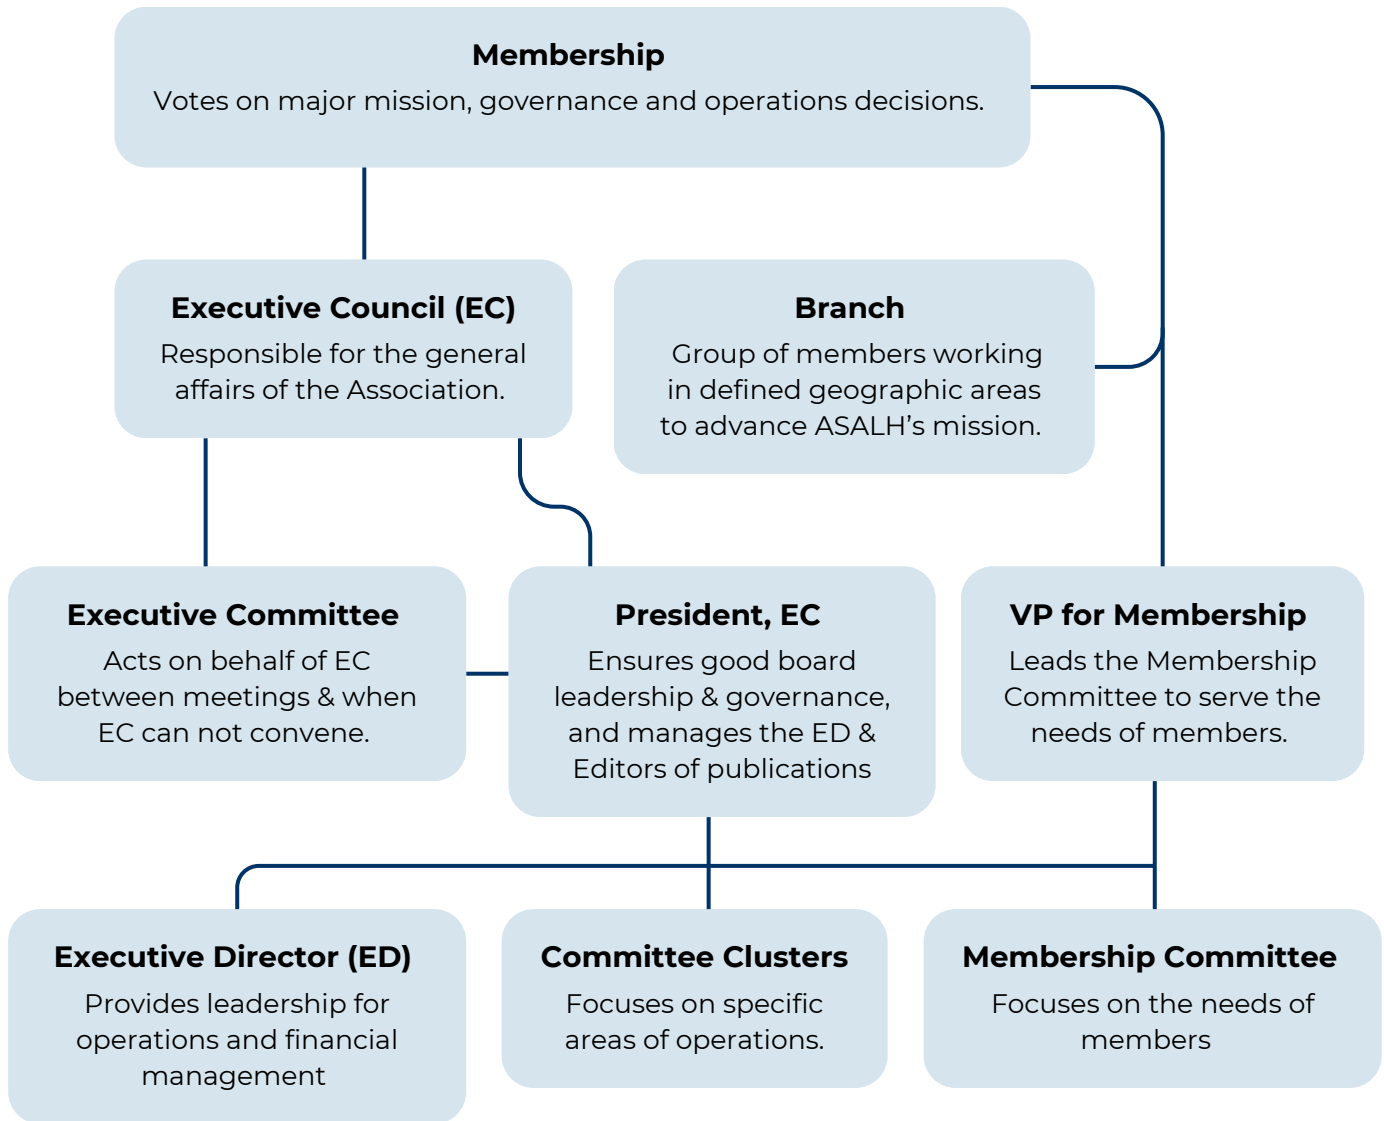 Membership
Votes on major mission, governance and operations decisions.
Executive Council (EC)
Responsible for the general
affairs of the Association.
Branch
Group of members working
in defined geographic areas
to advance ASALH’s mission.
Executive Committee
Acts on behalf of EC
between meetings & when
EC can not convene.
President, EC
Ensures good board
leadership & governance,
and manages the ED &
Editors of publications
VP for Membership
Leads the Membership
Committee to serve the
needs of members.
Executive Director (ED)
Provides leadership for
operations and financial
management
Committee Clusters
Focuses on specific
areas of operations.
Membership Committee
Focuses on the needs of
members